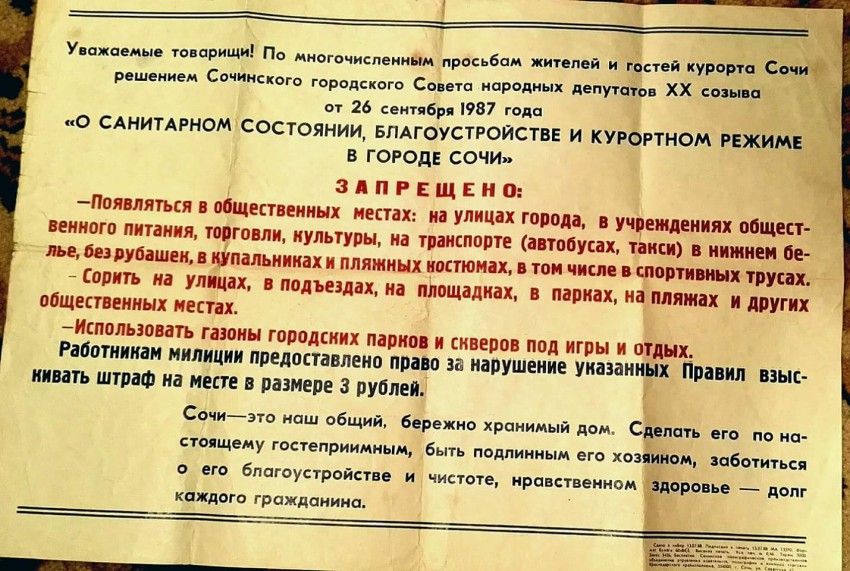 Уважаемые товарищи! По многочисленным просьбам жителей и гостей курорта Сочи
решением Сочинского городского Совета народных депутатов XX созыва
от 26 сентября 1987 года
«О САНИТАРНОМ СОСТОЯНИИ, БЛАГОУСТРОЙСТВЕ И КУРОРТНОМ РЕЖИМЕ
В ГОРОДЕ СОЧИ»
ЗАПРЕЩЕНО:
—Появляться в общественных местах: на улицах города, в учреждениях общест-
венного питания, торговли, культуры, на транспорте (автобусах, такси) в нижнем бе-
лье, без рубашек, в купальниках и пляжных костюмах, в том числе в спортивных трусах.
- Сорить на улицах, в подъездах, на площадках, в парках, на пляжах и других
общественных местах.
—Использовать газоны городских парков и скверов под игры и отдых.
Работникам милиции предоставлено право за нарушение указанных Правил взыс-
кивать штраф на месте в размере 3 рублей.
Сочи—это наш общий, бережно хранимый дом. Сделать его по на-
стоящему гостеприимным, быть подлинным его хозяином, заботиться
о его благоустройстве и чистоте, нравственном здоровье — долг
каждого гражданина.